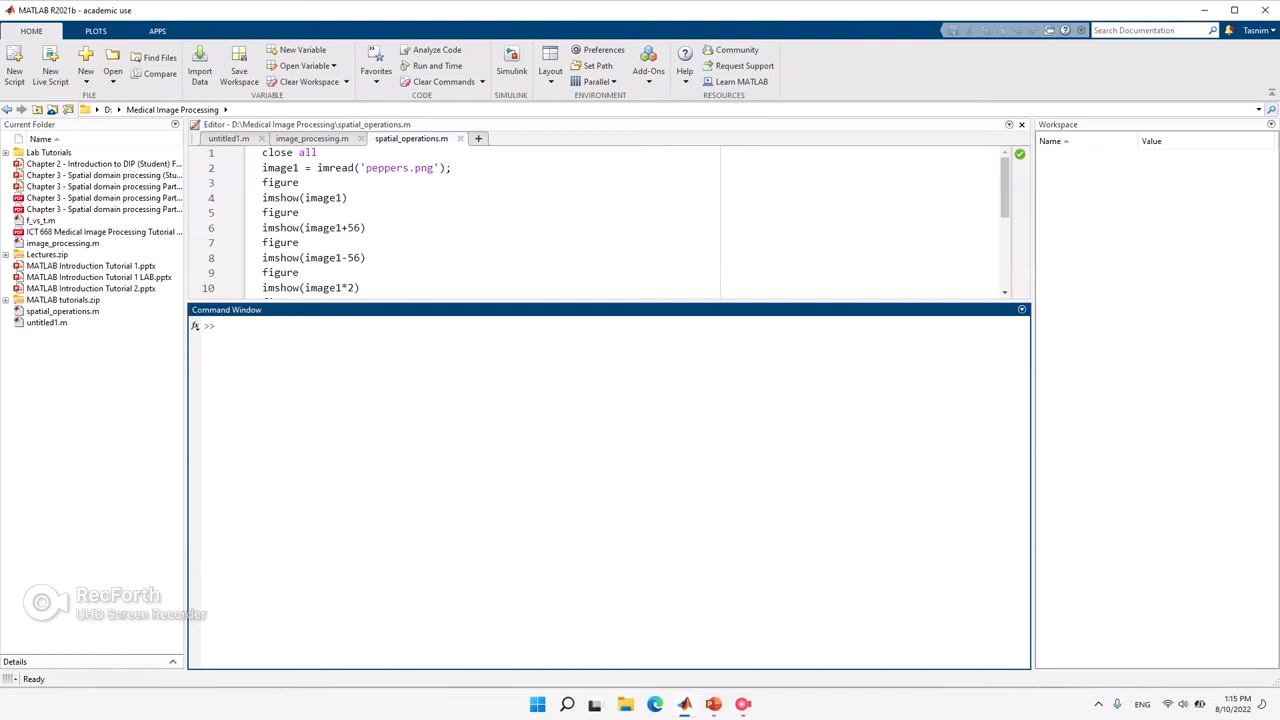 MATLAB R2021b - academic use
HOME PLOTS APPS
Search Documentation Tasnim
New Script
New Live Script
New
Open
Find Files
Compare
Import Data
Save Workspace
New Variable
Open Variable
Clear Workspace
Favorites
Analyze Code
Run and Time
Clear Commands
Simulink
Layout
Preferences
Set Path
Parallel
Add-Ons
Help
Community
Request Support
Learn MATLAB
FILE VARIABLE CODE SIMULINK ENVIRONMENT RESOURCES
D: Medical Image Processing
Current Folder
Name
Lab Tutorials
Chapter 2 - Introduction to DIP (Student) F...
Chapter 3 - Spatial domain processing (Stu...
Chapter 3 - Spatial domain processing Part...
Chapter 3 - Spatial domain processing Part...
Chapter 3 - Spatial domain processing Part...
f_vs_t.m
ICT 668 Medical Image Processing Tutorial ...
image_processing.m
Lectures.zip
MATLAB Introduction Tutorial 1.pptx
MATLAB Introduction Tutorial 1 LAB.pptx
MATLAB Introduction Tutorial 2.pptx
MATLAB tutorials.zip
spatial_operations.m
untitled1.m
Details
Ready
Editor - D:\Medical Image Processing\spatial_operations.m
untitled1.m image_processing.m spatial_operations.m
1 close all
2 image1 = imread('peppers.png');
3 figure
4 imshow(image1)
5 figure
6 imshow(image1+56)
7 figure
8 imshow(image1-56)
9 figure
10 imshow(image1*2)
Command Window
fx >>
Workspace
Name Value
RecForth
UHD Screen Recorder
ENG
1:15 PM
8/10/2022